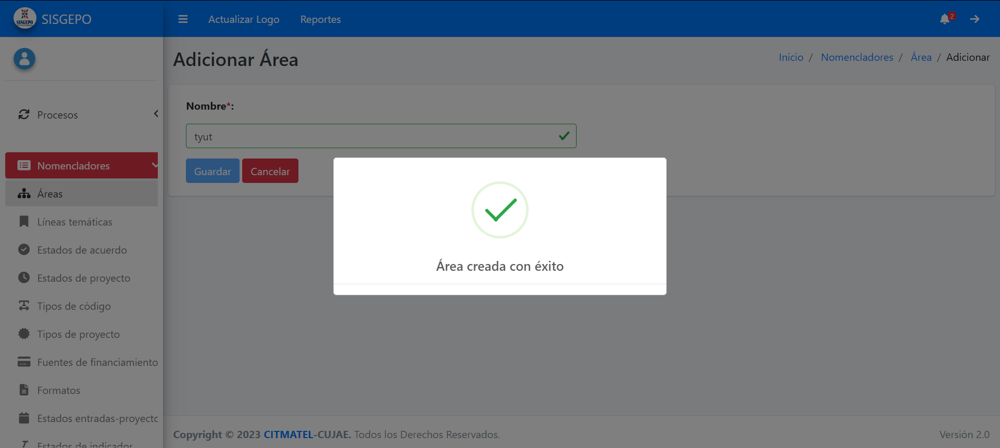 SISGEPO
SISGEPO
Actualizar Logo
Reportes
2
Adicionar Área
Inicio / Nomencladores / Área / Adicionar
Procesos
Nomencladores
Áreas
Líneas temáticas
Estados de acuerdo
Estados de proyecto
Tipos de código
Tipos de proyecto
Fuentes de financiamiento
Formatos
Estados entradas-proyecto
Estados de indicador
Nombre*:
tyut
Guardar
Cancelar
Área creada con éxito
Copyright © 2023 CITMATEL-CUJAE. Todos los Derechos Reservados.
Versión 2.0